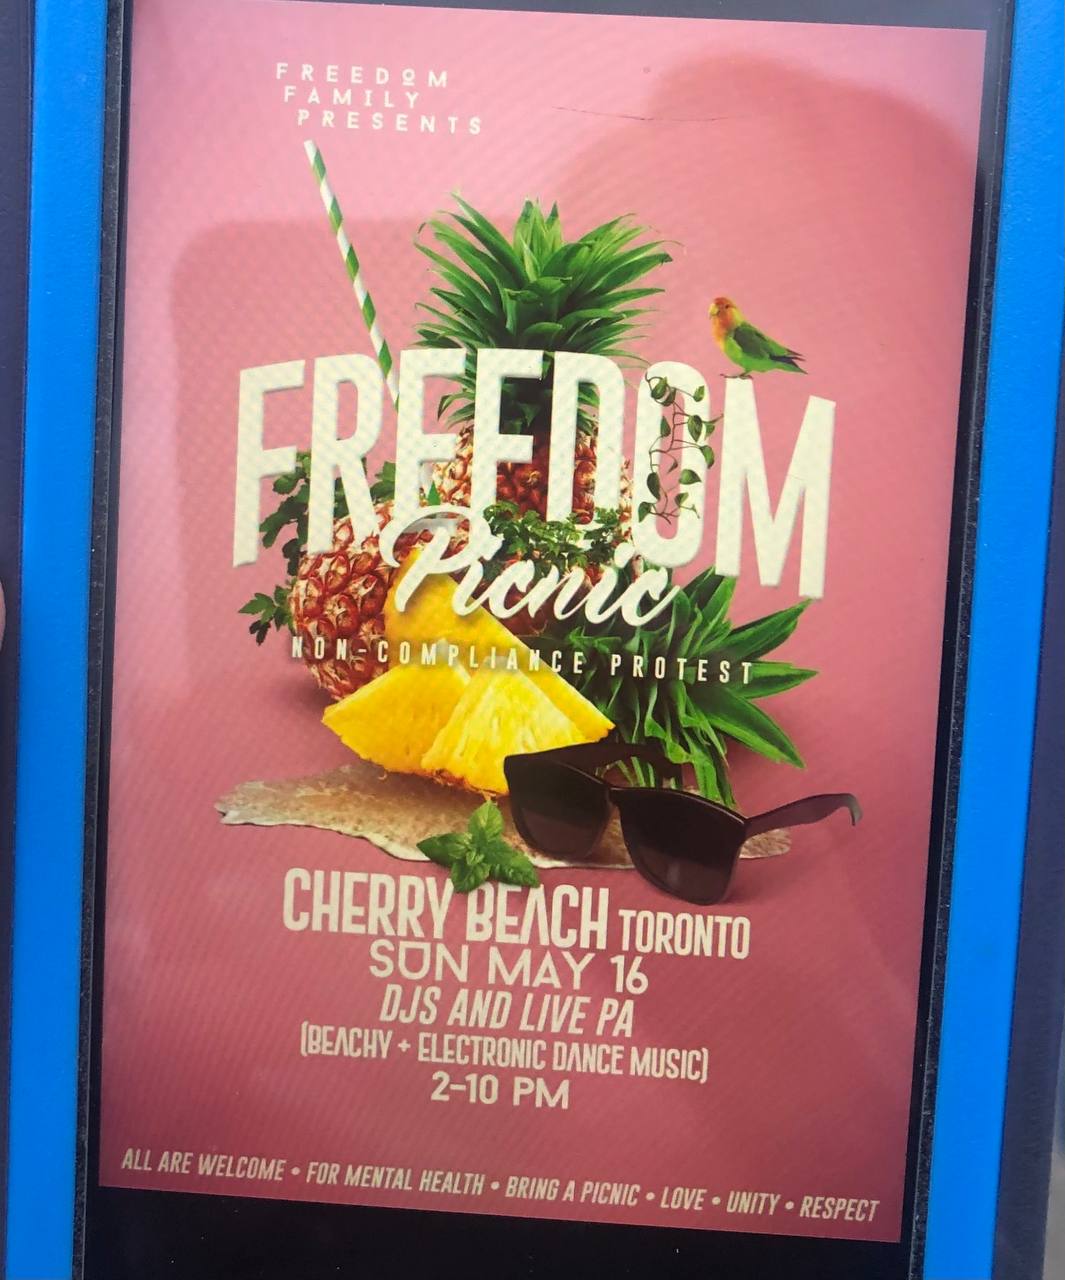 FREEDOM
FAMILY
PRESENTS
FREEDOM
Picnic
NON-COMPLIANCE PROTEST
CHERRY BEACH TORONTO
SUN MAY 16
DJS AND LIVE PA
(BEACHY + ELECTRONIC DANCE MUSIC)
2-10 PM
ALL ARE WELCOME • FOR MENTAL HEALTH • BRING A PICNIC • LOVE • UNITY • RESPECT